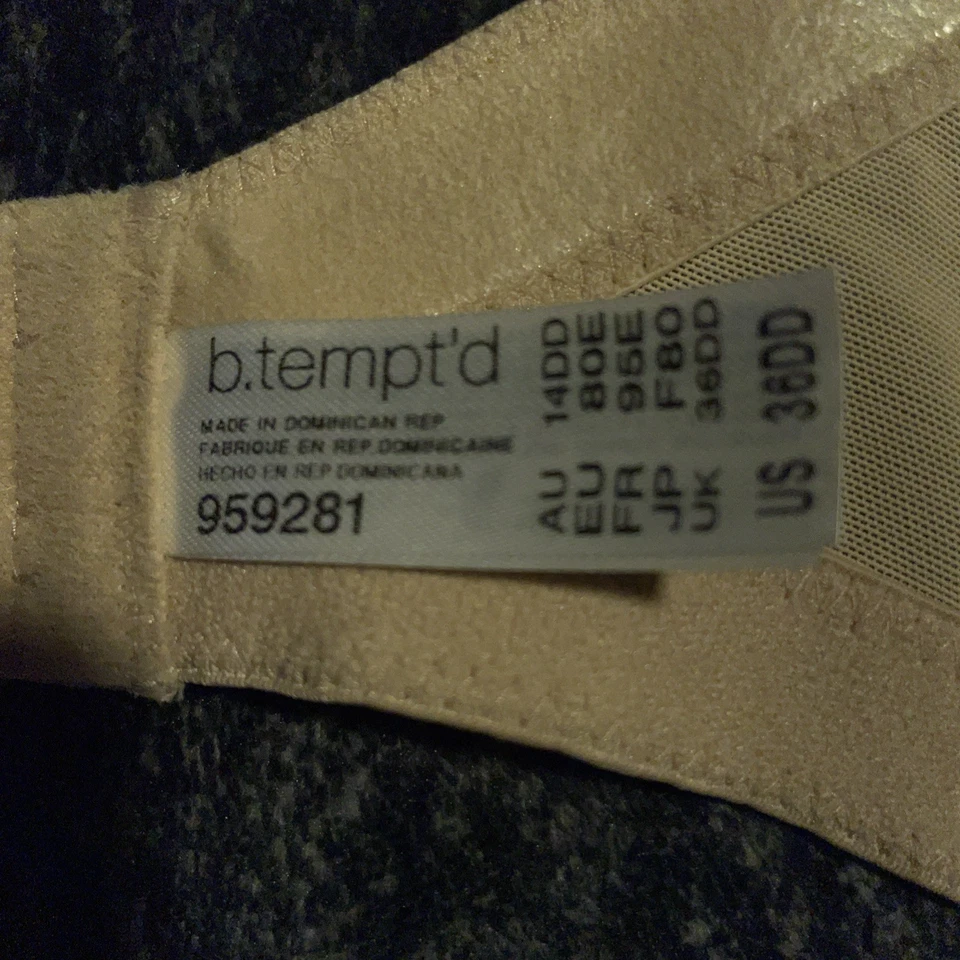 b.tempt'd
MADE IN DOMINICAN REP
FABRIQUE EN REP.DOMINICAINE
HECHO EN REP.DOMINICANA
959281
AU 14DD
EU 80E
FR 95E
JP F80
UK 36DD
US 36DD